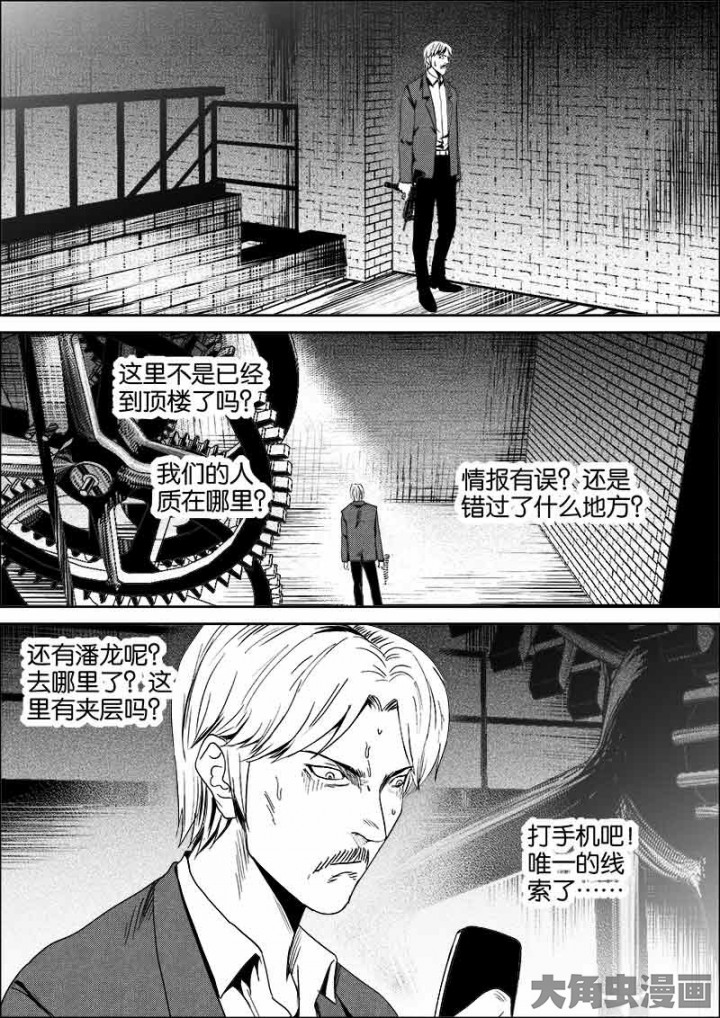 这里不是已经
到顶楼了吗？
我们的人
质在哪里？
情报有误？还是
错过了什么地方？
还有潘龙呢？
去哪里了？这
里有夹层吗？
打手机吧！
唯一的线
索了……
大角虫漫画